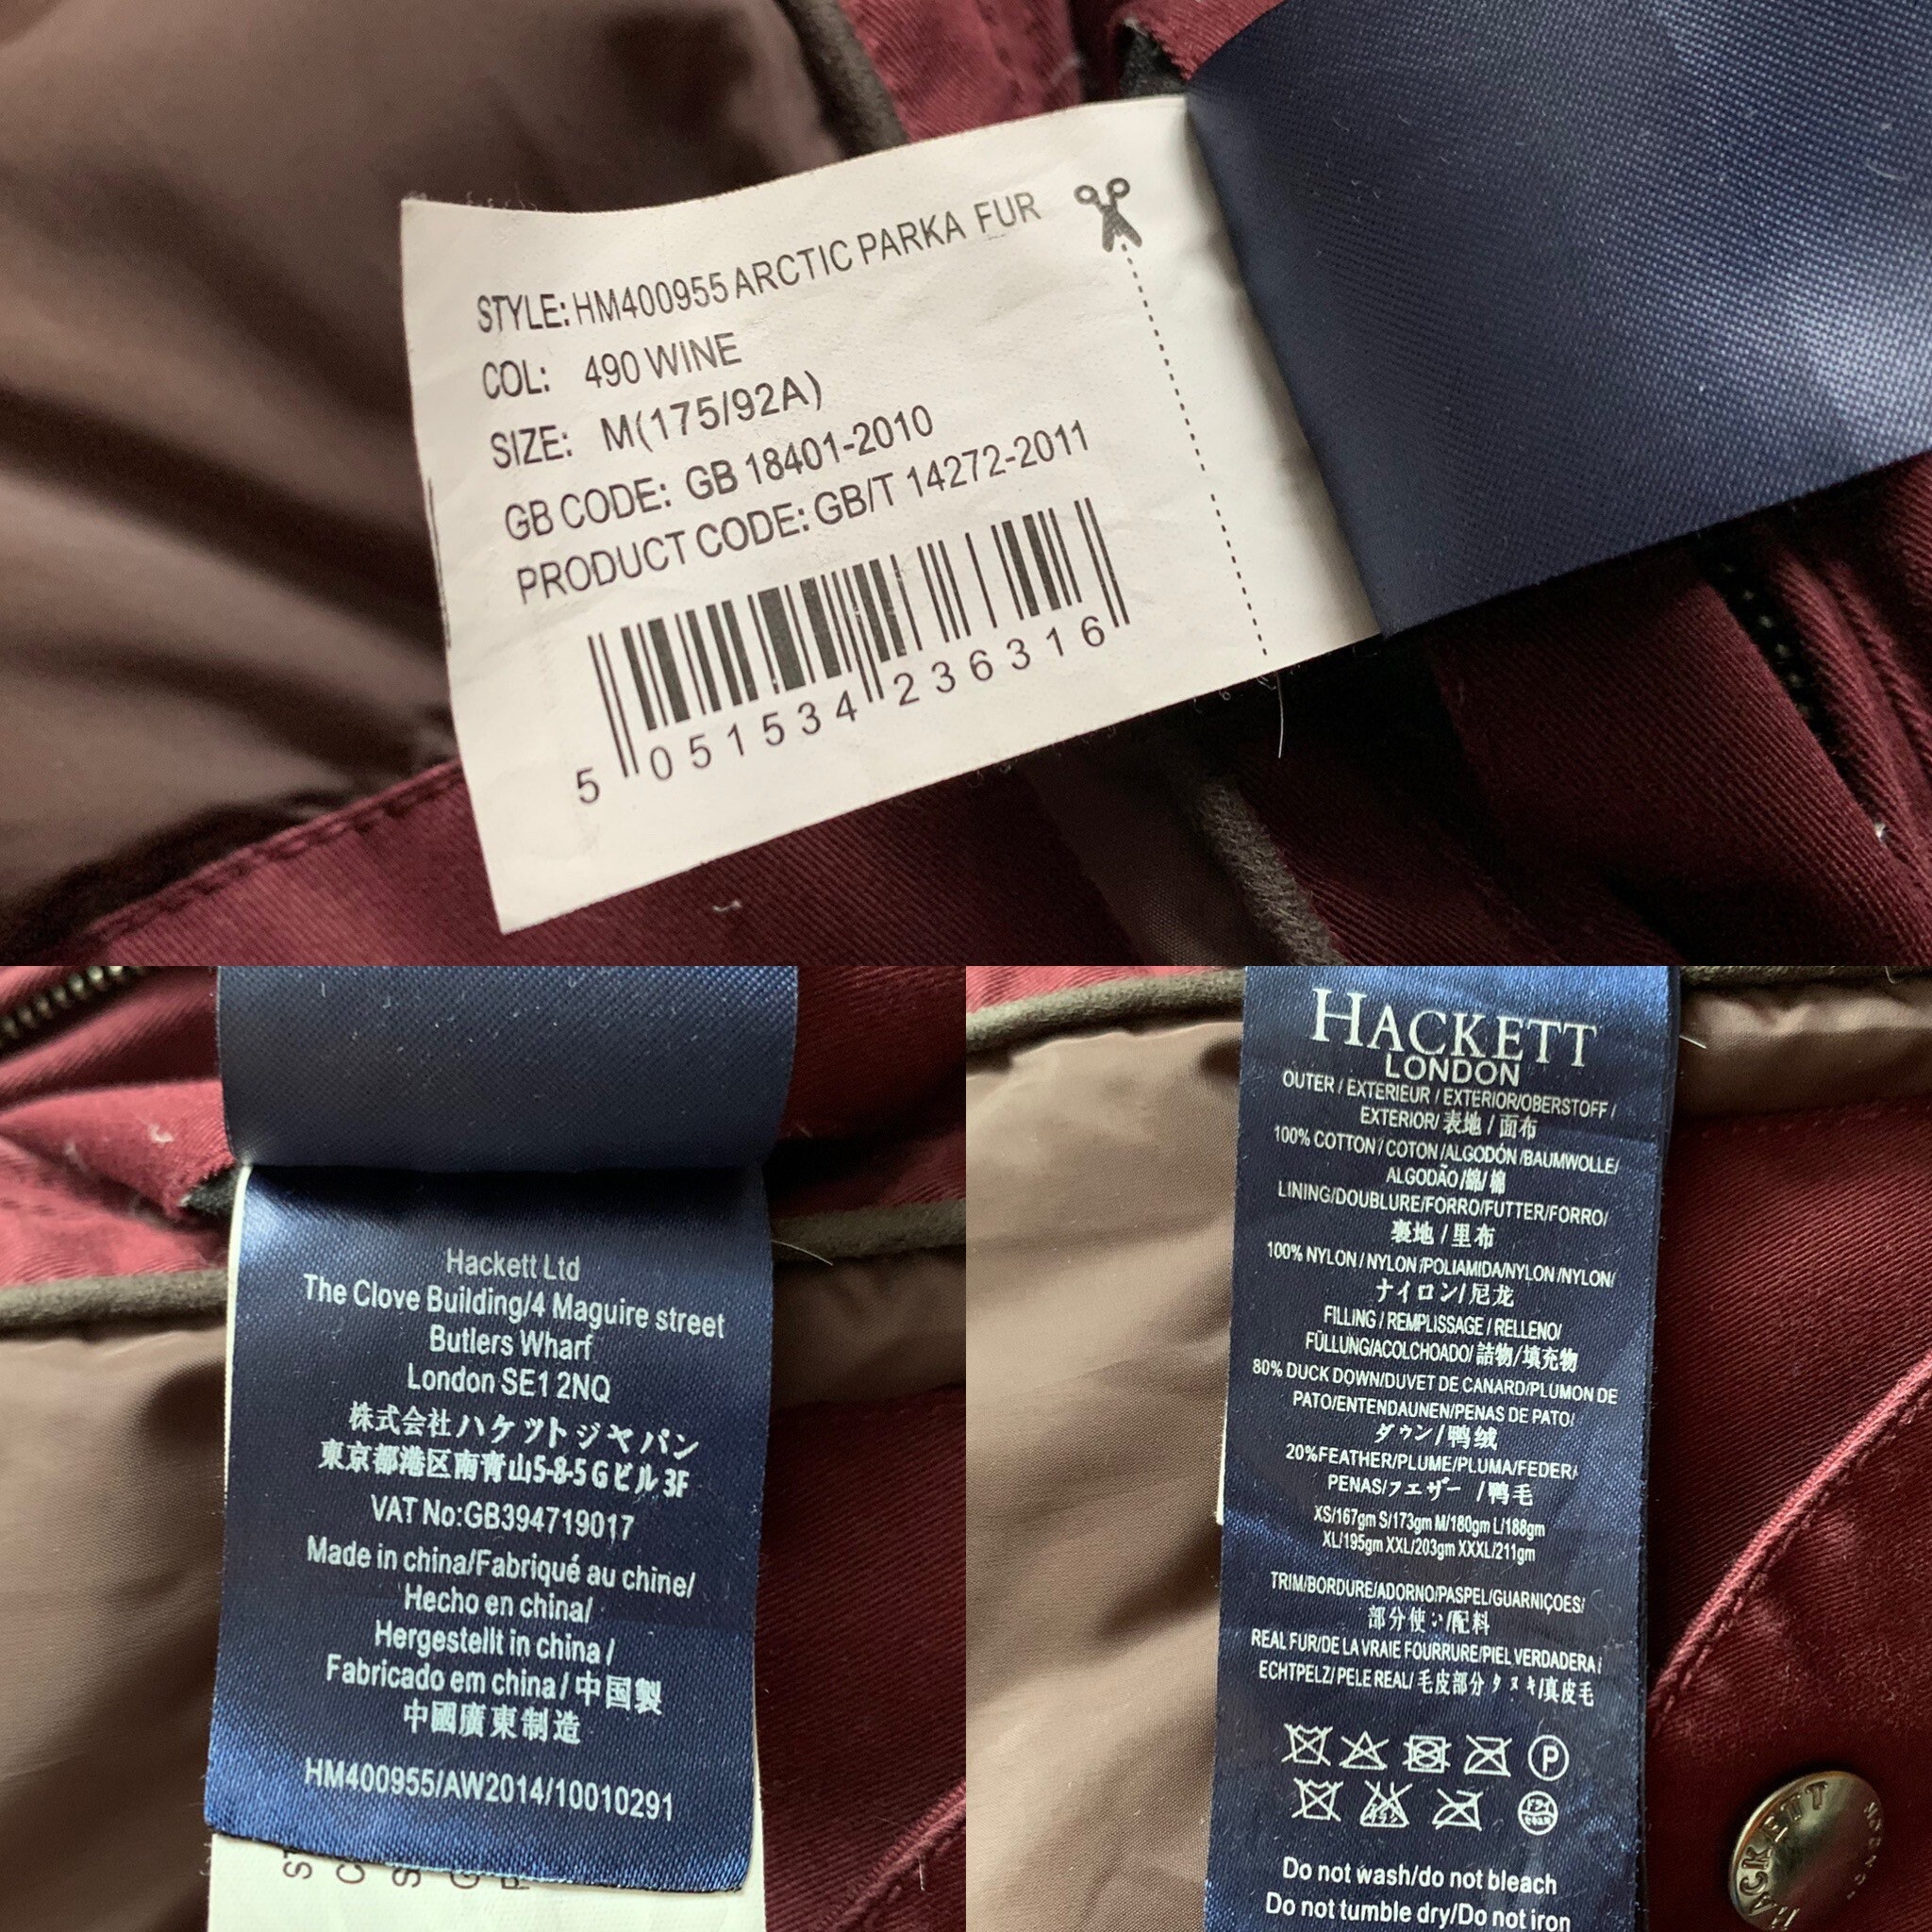 STYLE: HM400955 ARCTIC PARKA FUR
COL: 490 WINE
SIZE: M(175/92A)
GB CODE: GB 18401-2010
PRODUCT CODE: GB/T 14272-2011
5 051534 236316
Hackett Ltd
The Clove Building/4 Maguire street
Butlers Wharf
London SE1 2NQ
株式会社ハケットジャパン
東京都港区南青山5-8-5 Gビル 3F
VAT No:GB394719017
Made in china/Fabriqué au chine/
Hecho en china/
Hergestellt in china /
Fabricado em china/ 中国製
中國廣東制造
HM400955/AW2014/10010291
HACKETT
LONDON
OUTER / EXTERIEUR / EXTERIOR/OBERSTOFF /
EXTERIOR/ 表地 / 面布
100% COTTON / COTON /ALGODÓN /BAUMWOLLE/
ALGODÃO /綿/ 棉
LINING/DOUBLURE/FORRO/FUTTER/FORRO/
裏地 / 里布
100% NYLON / NYLON /POLIAMIDA/NYLON /NYLON/
ナイロン/ 尼龙
FILLING / REMPLISSAGE / RELLENO/
FÜLLUNG/ACOLCHOADO/ 詰物/填充物
80% DUCK DOWN/DUVET DE CANARD/PLUMON DE
PATO/ENTENDAUNEN/PENAS DE PATO/
ダウン/ 鸭绒
20%FEATHER/PLUME/PLUMA/FEDER/
PENAS/フエザー /鸭毛
XS/167gm S/173gm M/180gm L/188gm
XL/195gm XXL/203gm XXXL/211gm
TRIM/BORDURE/ADORNO/PASPEL/GUARNIÇOES/
部分使い/配料
REAL FUR/DE LA VRAIE FOURRURE/PIEL VERDADERA /
ECHTPELZ/ PELE REAL/ 毛皮部分 タヌキ/真皮毛
P
ドライ
セキユ系
Do not wash/do not bleach
Do not tumble dry/Do not iron
HACKETT
LONDON